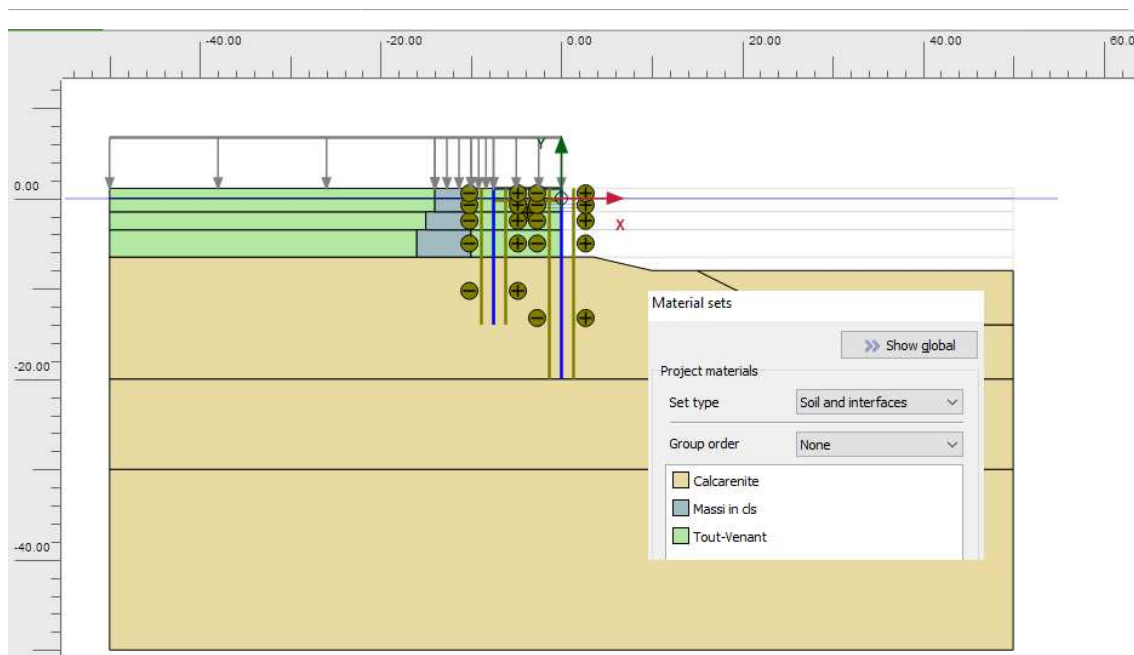 -40.00 -20.00 0.00 20.00 40.00 60.0
Y
0.00
X
-20.00
-40.00
Material sets
Show global
Project materials
Set type Soil and interfaces
Group order None
Calcarenite
Massi in cls
Tout-Venant